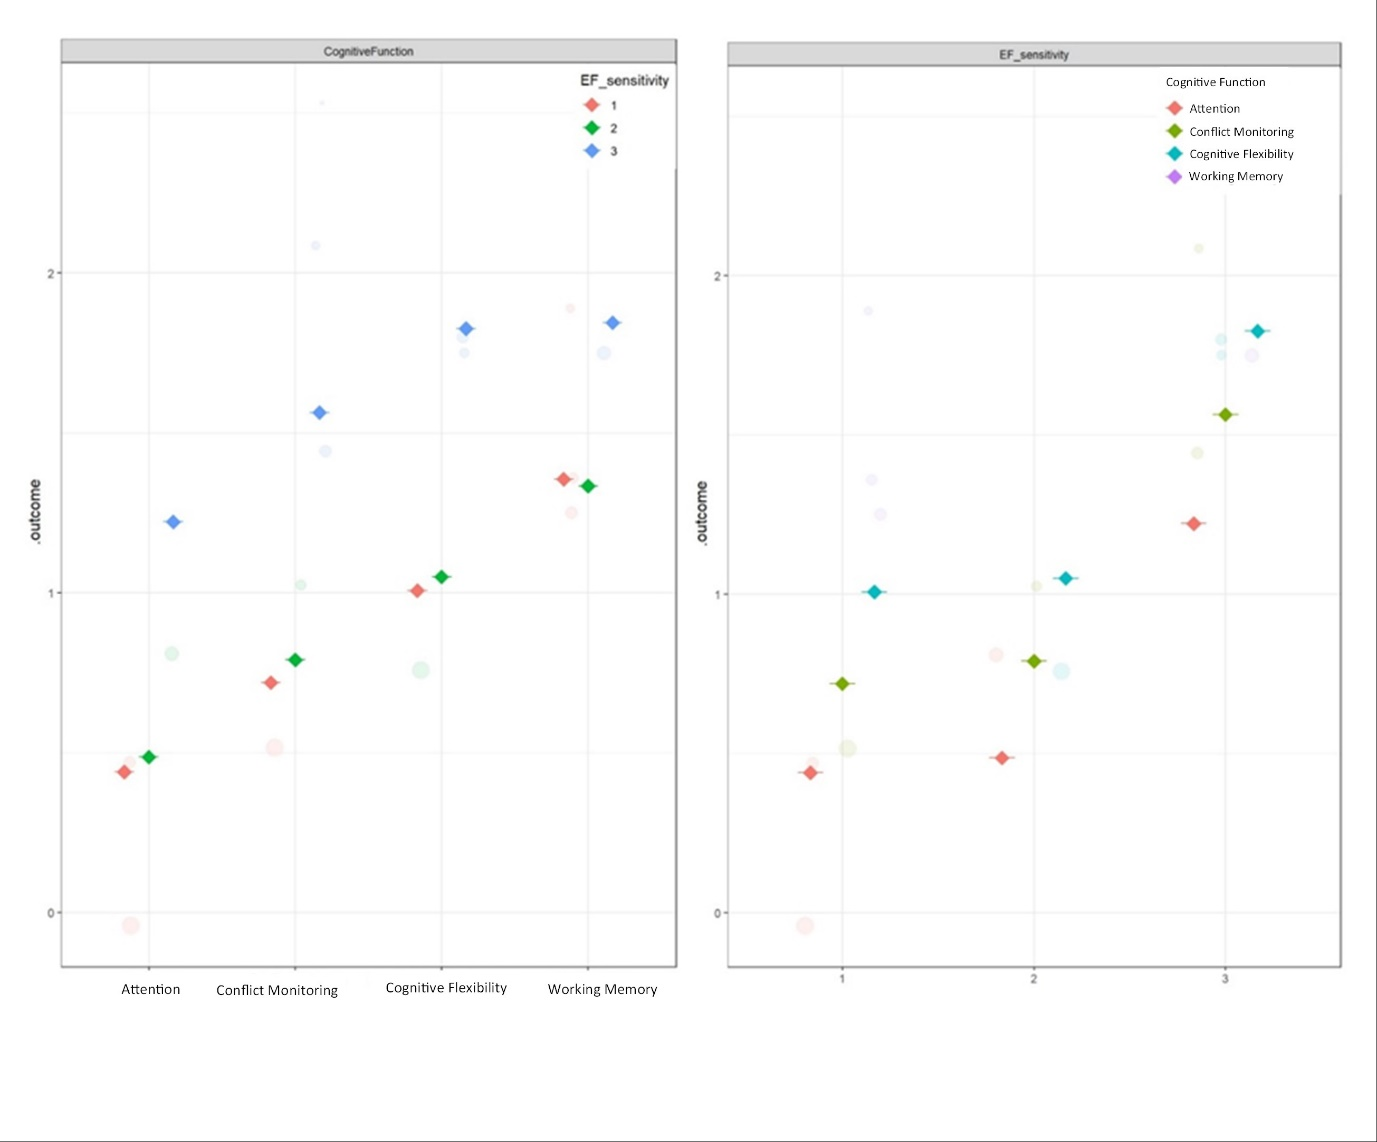 CognitiveFunction
EF_sensitivity
1
2
3
.outcome
2
1
0
Attention
Conflict Monitoring
Cognitive Flexibility
Working Memory
EF_sensitivity
Cognitive Function
Attention
Conflict Monitoring
Cognitive Flexibility
Working Memory
.outcome
2
1
0
1
2
3